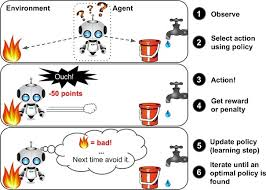 Environment
Agent
?
?
?
1 Observe
2 Select action
using policy
Ouch!
-50 points
3 Action!
4 Get reward
or penalty
= bad!
...
Next time avoid it.
5 Update policy
(learning step)
6 Iterate until an
optimal policy is
found